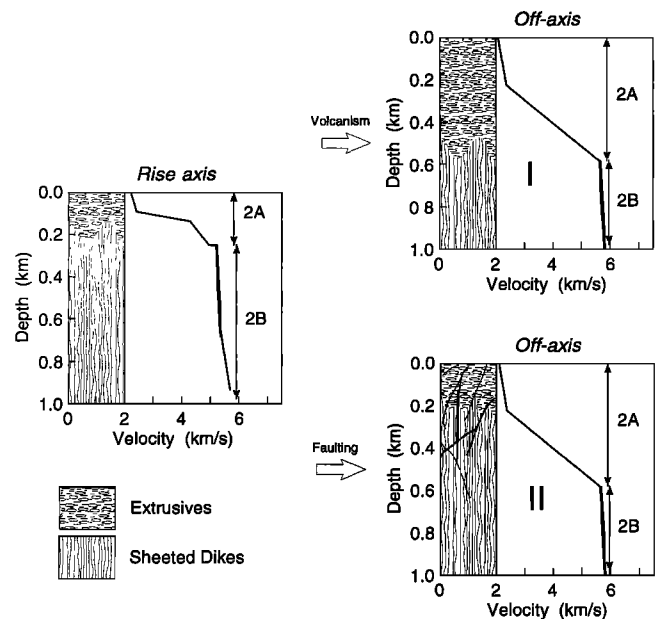 Rise axis
0.0
0.2
0.4
0.6
0.8
1.0
Depth (km)
2A
2B
0 2 4 6
Velocity (km/s)
Extrusives
Sheeted Dikes
Volcanism
Off-axis
0.0
0.2
0.4
0.6
0.8
1.0
Depth (km)
2A
I
2B
0 2 4 6
Velocity (km/s)
Faulting
Off-axis
0.0
0.2
0.4
0.6
0.8
1.0
Depth (km)
2A
II
2B
0 2 4 6
Velocity (km/s)